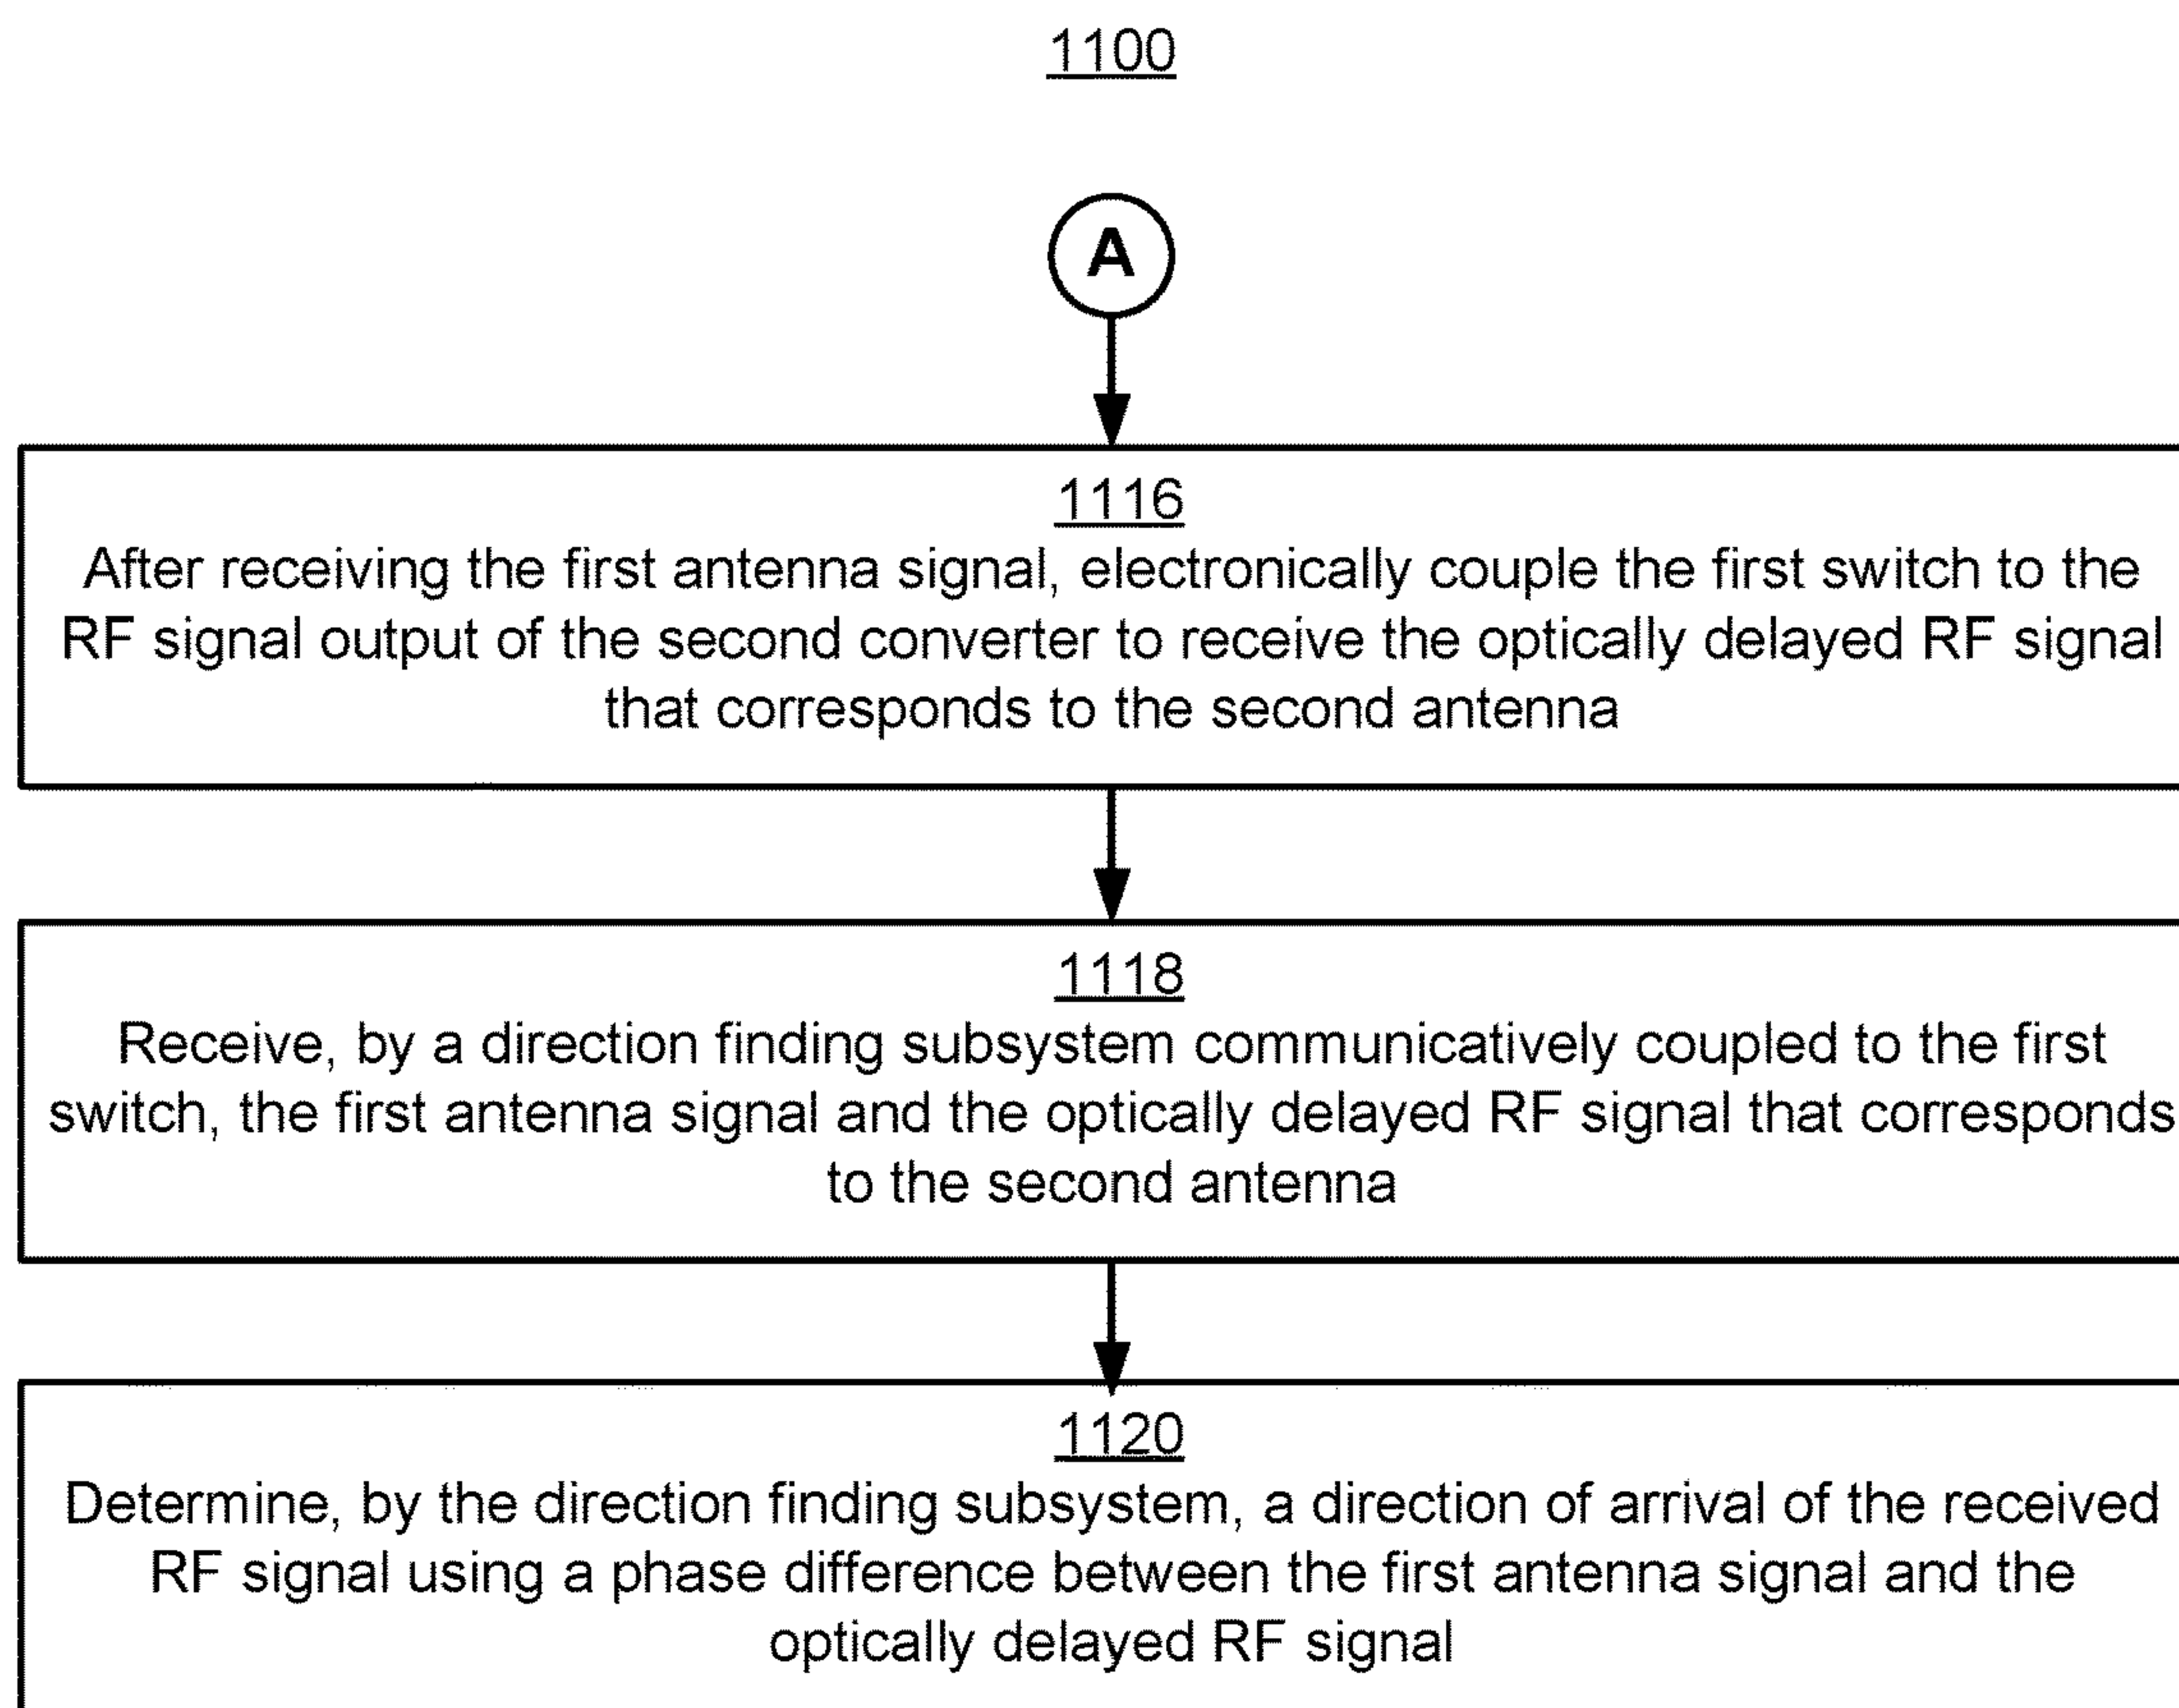 1100
A
1116
After receiving the first antenna signal, electronically couple the first switch to the
RF signal output of the second converter to receive the optically delayed RF signal
that corresponds to the second antenna
1118
Receive, by a direction finding subsystem communicatively coupled to the first
switch, the first antenna signal and the optically delayed RF signal that corresponds
to the second antenna
1120
Determine, by the direction finding subsystem, a direction of arrival of the received
RF signal using a phase difference between the first antenna signal and the
optically delayed RF signal